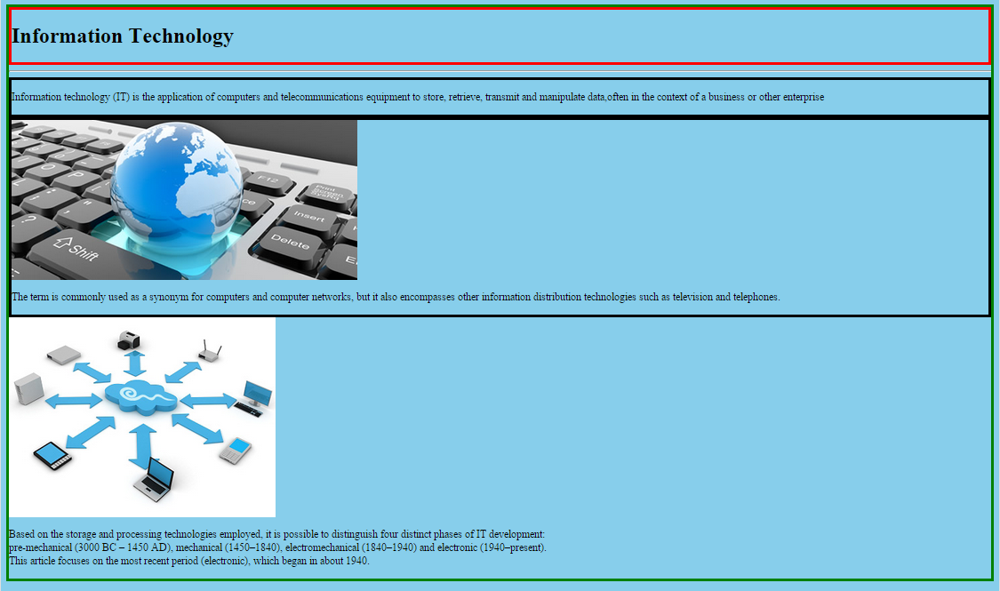 Information Technology
Information technology (IT) is the application of computers and telecommunications equipment to store, retrieve, transmit and manipulate data,often in the context of a business or other enterprise
F12
Print
Screen
SysRq
Insert
Delete
Shift
The term is commonly used as a synonym for computers and computer networks, but it also encompasses other information distribution technologies such as television and telephones.
Based on the storage and processing technologies employed, it is possible to distinguish four distinct phases of IT development:
pre-mechanical (3000 BC – 1450 AD), mechanical (1450–1840), electromechanical (1840–1940) and electronic (1940–present).
This article focuses on the most recent period (electronic), which began in about 1940.